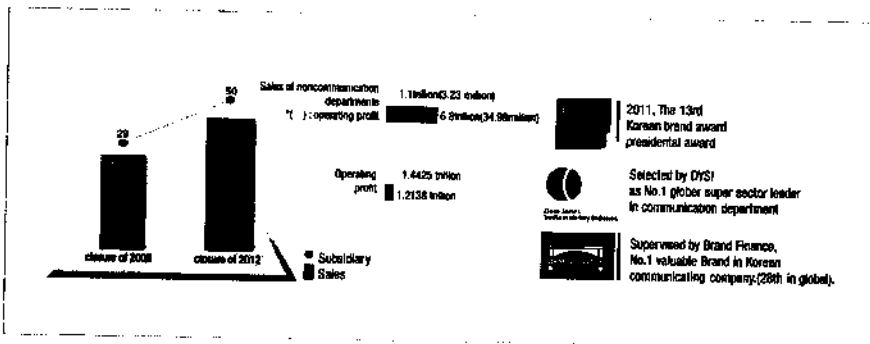 50
29
closure of 2008
closure of 2012
Subsidiary
Sales
Sales of noncommunication
departments
*( ) : operating profit
1.1trillion(3.23 trillion)
6.8trillion(34.98trillion)
Operating
profit
1.4425 trillion
1.2138 trillion
2011, The 13rd
Korean brand award
presidental award
Selected by DYSI
as No.1 glober super sector leader
in communication department
Supervised by Brand Finance,
No.1 valuable Brand in Korean
communicating company.(28th in global).